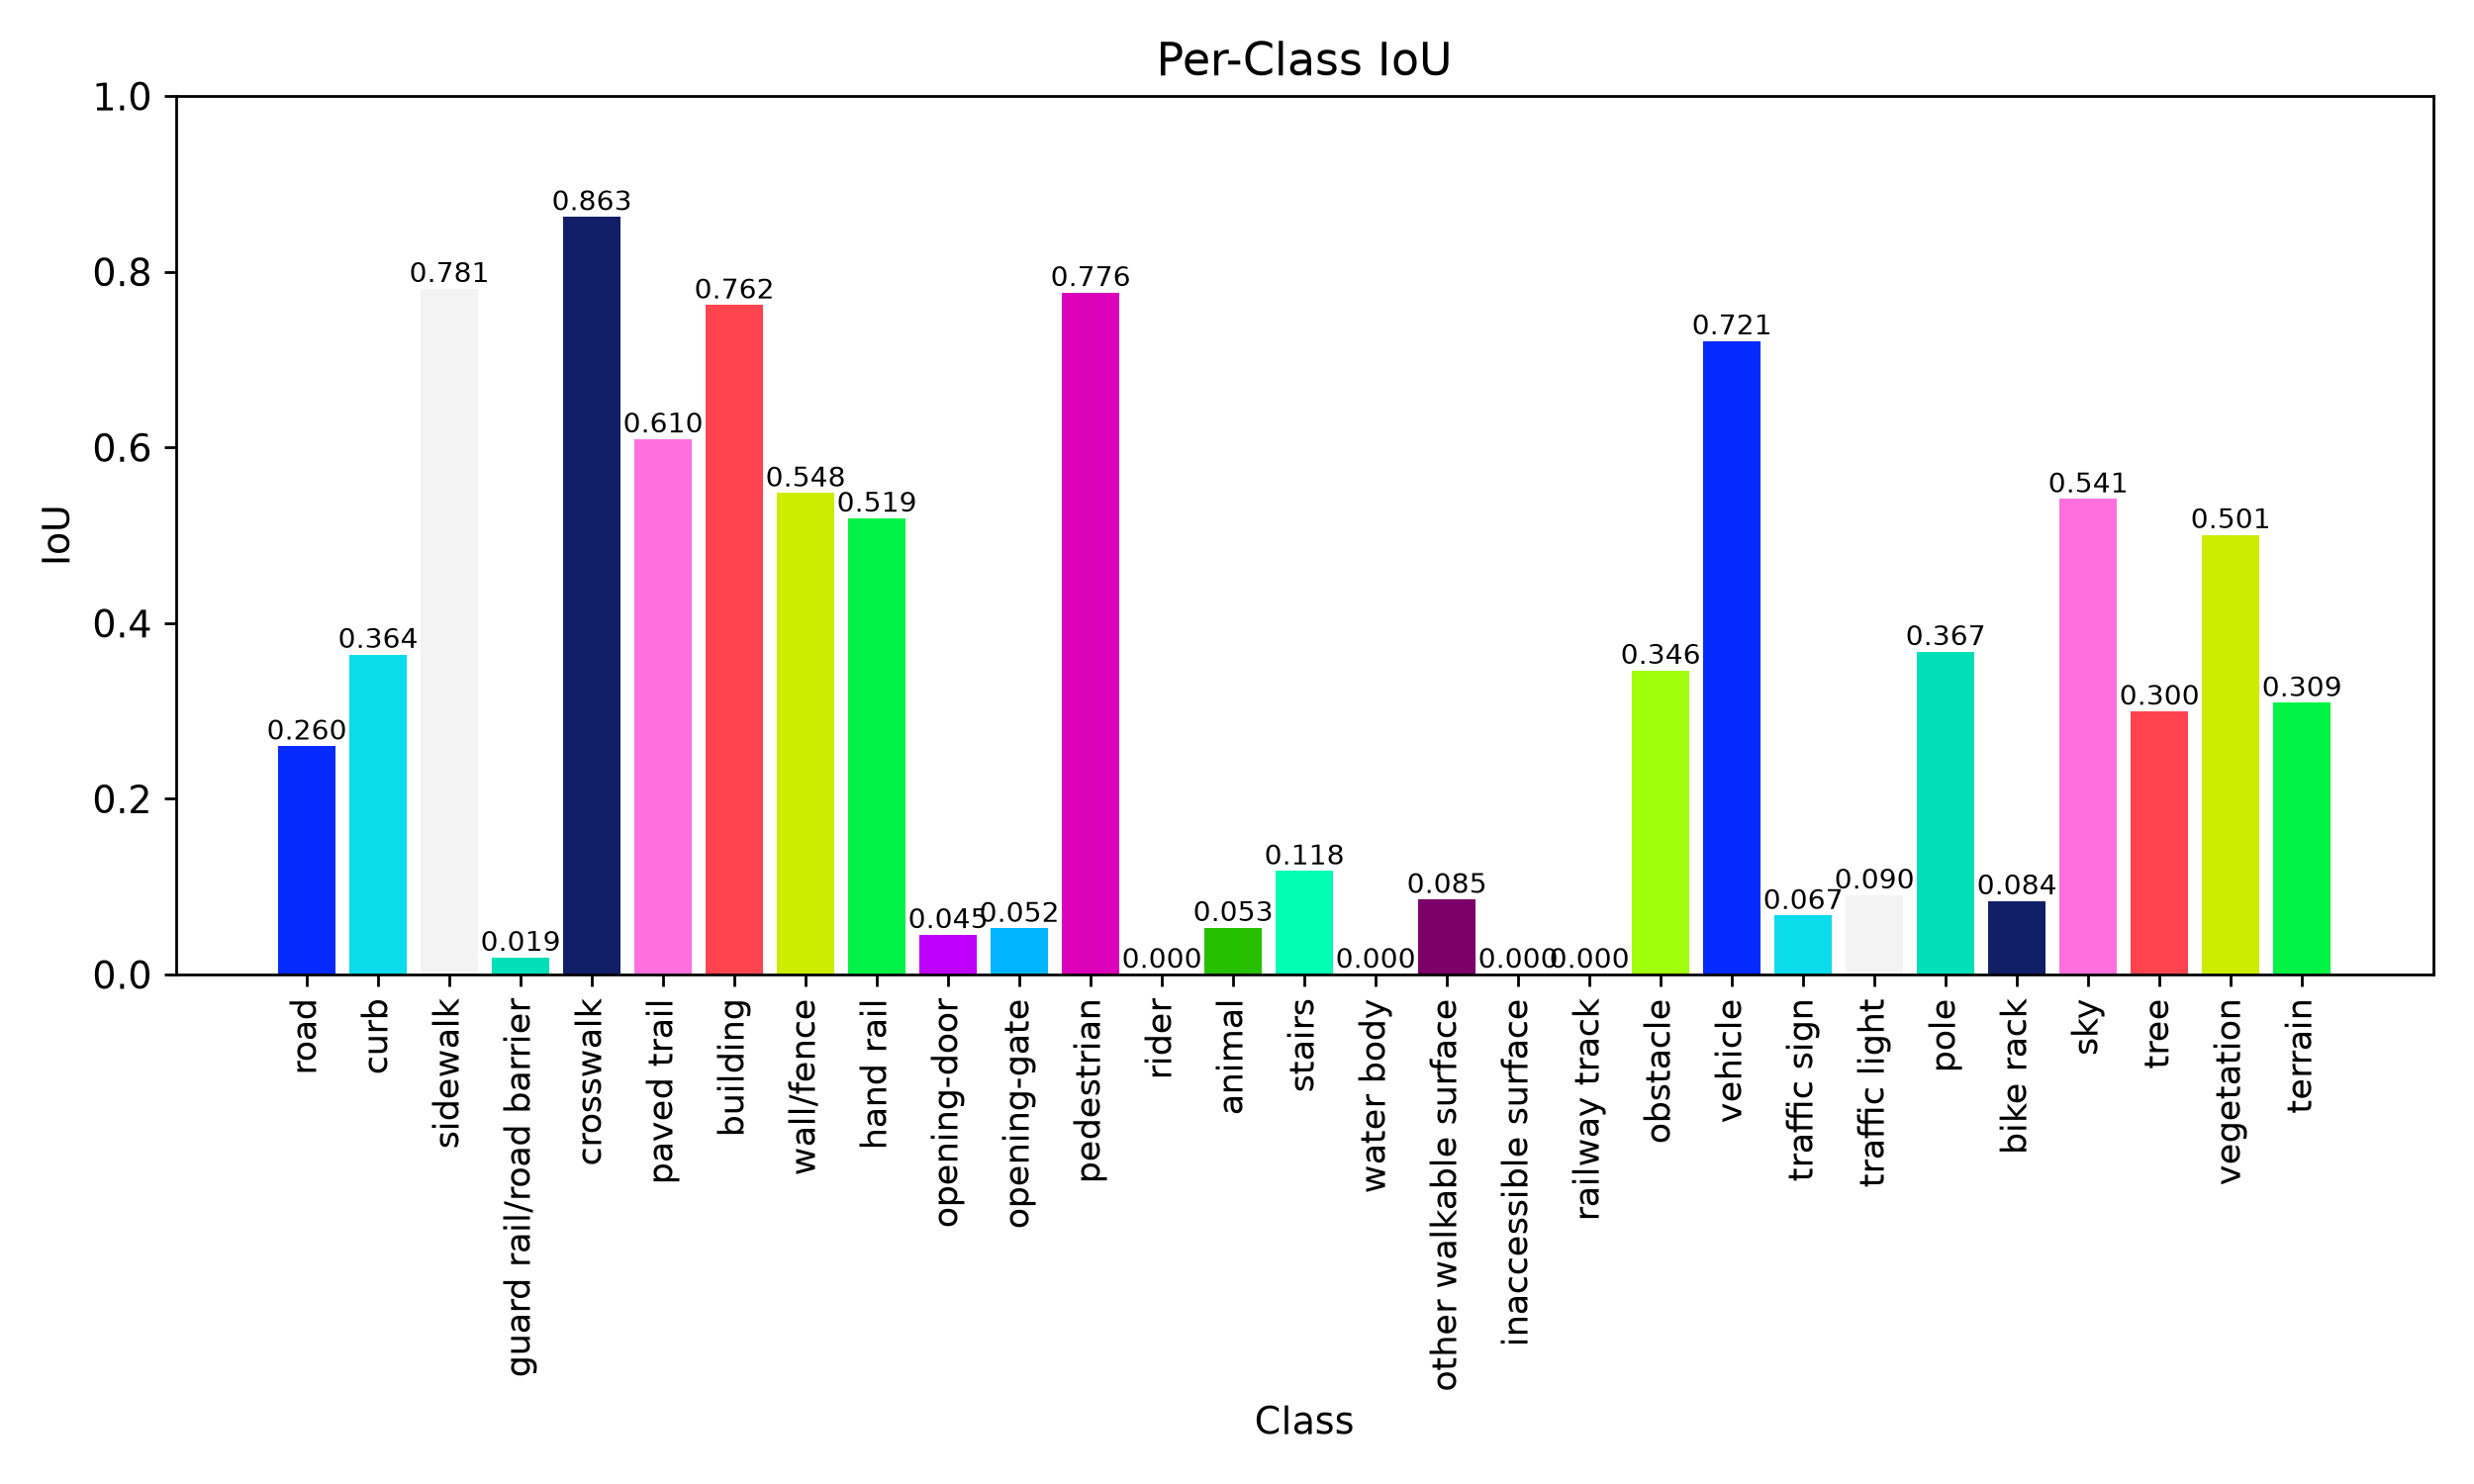 Per-Class IoU
1.0
0.8
0.6
0.4
0.2
0.0
IoU
0.260
0.364
0.781
0.019
0.863
0.610
0.762
0.548
0.519
0.045
0.052
0.776
0.000
0.053
0.118
0.000
0.085
0.000
0.000
0.346
0.721
0.067
0.090
0.367
0.084
0.541
0.300
0.501
0.309
road
curb
sidewalk
guard rail/road barrier
crosswalk
paved trail
building
wall/fence
hand rail
opening-door
opening-gate
pedestrian
rider
animal
stairs
water body
other walkable surface
inaccessible surface
railway track
obstacle
vehicle
traffic sign
traffic light
pole
bike rack
sky
tree
vegetation
terrain
Class